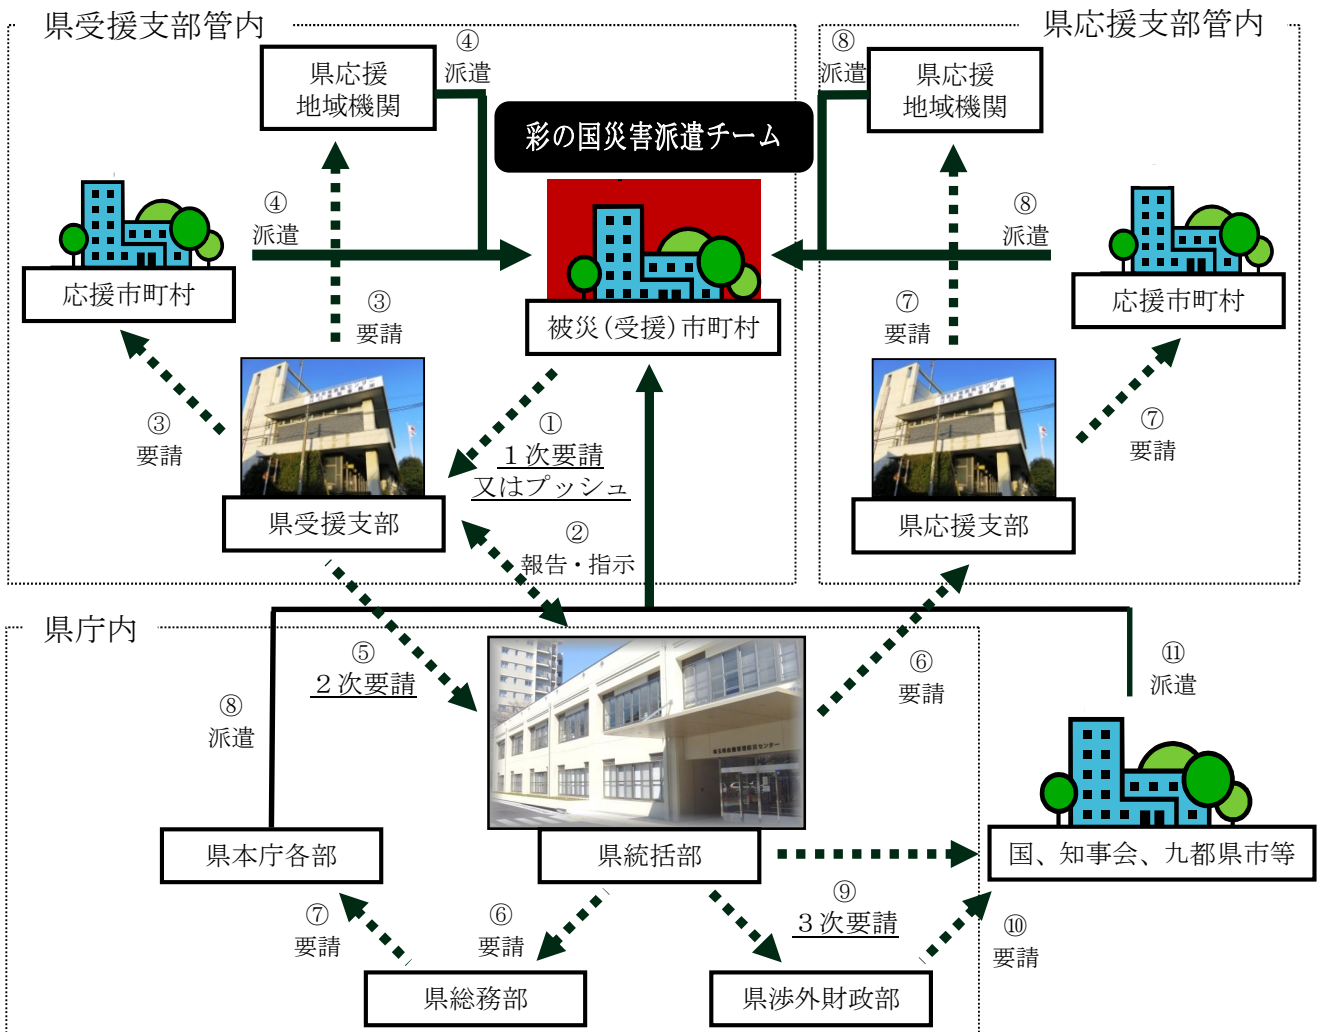 県受援支部管内
県応援支部管内
④
派遣
県応援
地域機関
⑧
派遣
県応援
地域機関
彩の国災害派遣チーム
④
派遣
⑧
派遣
応援市町村
③
要請
被災(受援)市町村
⑦
要請
応援市町村
③
要請
①
１次要請
又はプッシュ
⑦
要請
県受援支部
②
報告・指示
県応援支部
県庁内
⑤
２次要請
⑥
要請
⑪
派遣
⑧
派遣
県本庁各部
県統括部
国、知事会、九都県市等
⑦
要請
⑥
要請
⑨
３次要請
⑩
要請
県総務部
県渉外財政部